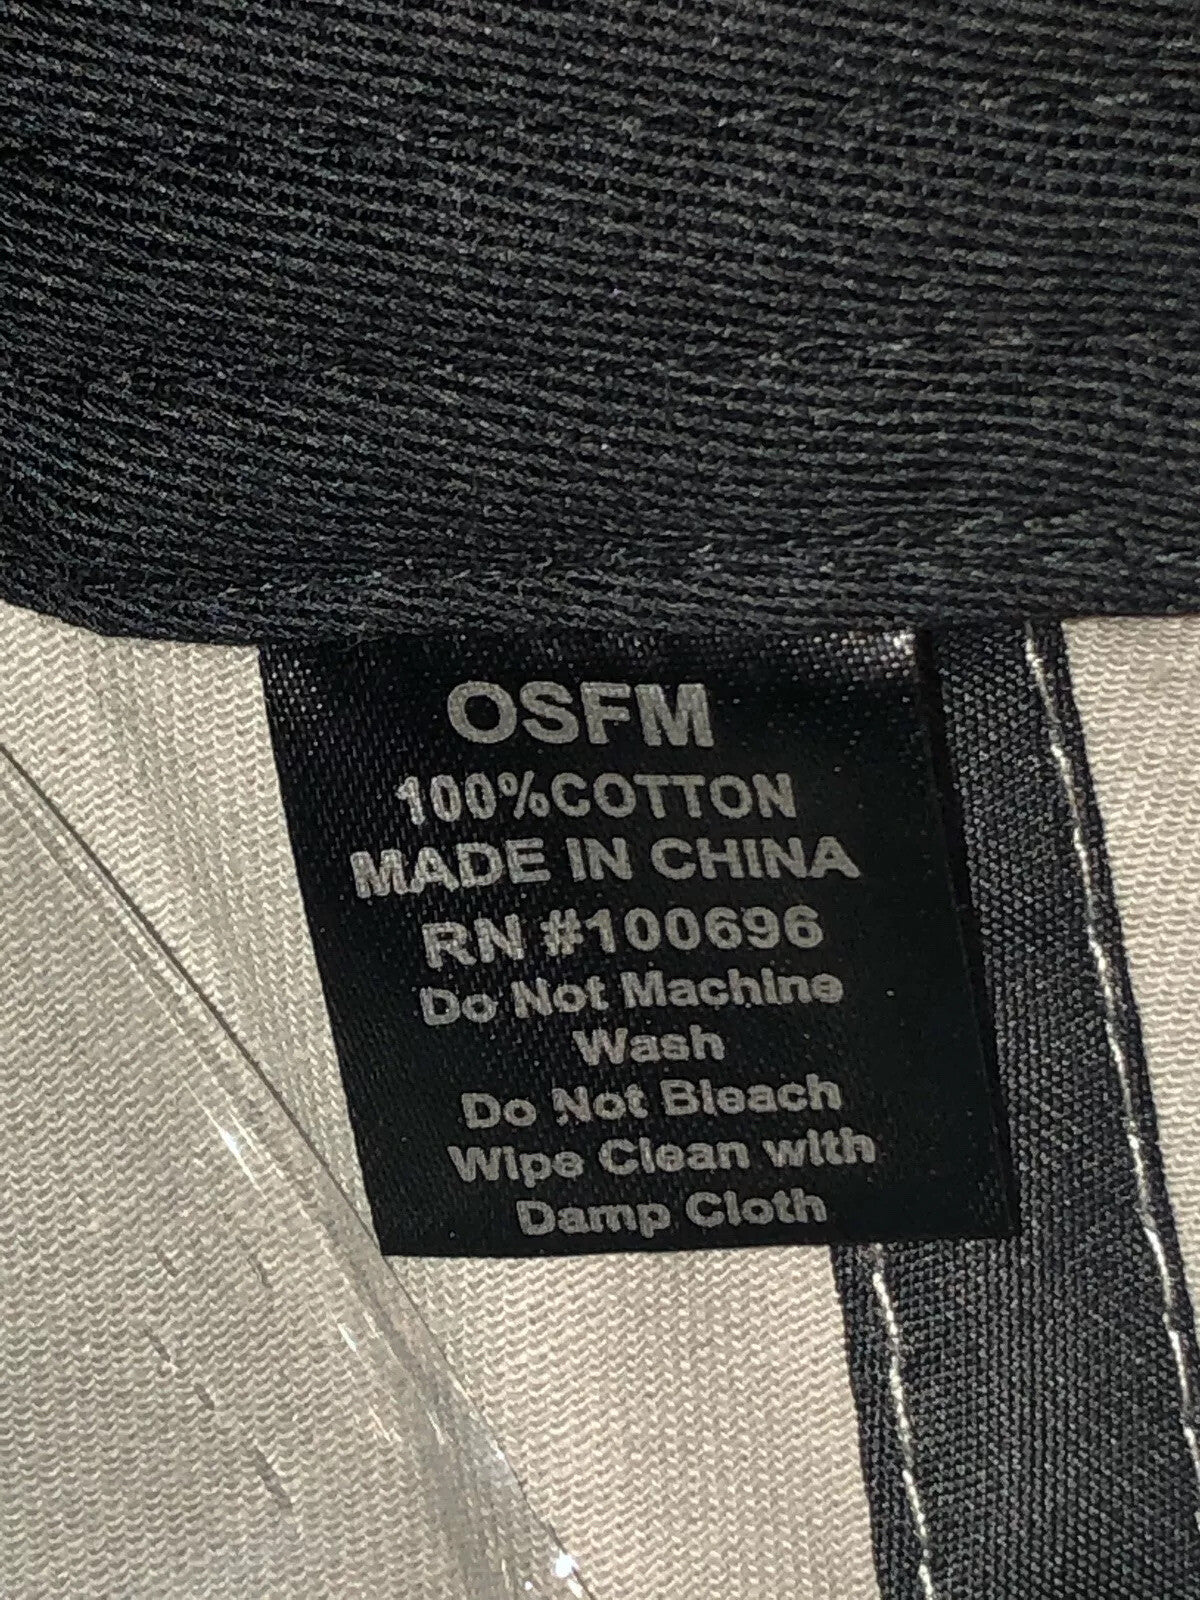 OSFM
100%COTTON
MADE IN CHINA
RN #100696
Do Not Machine
Wash
Do Not Bleach
Wipe Clean with
Damp Cloth